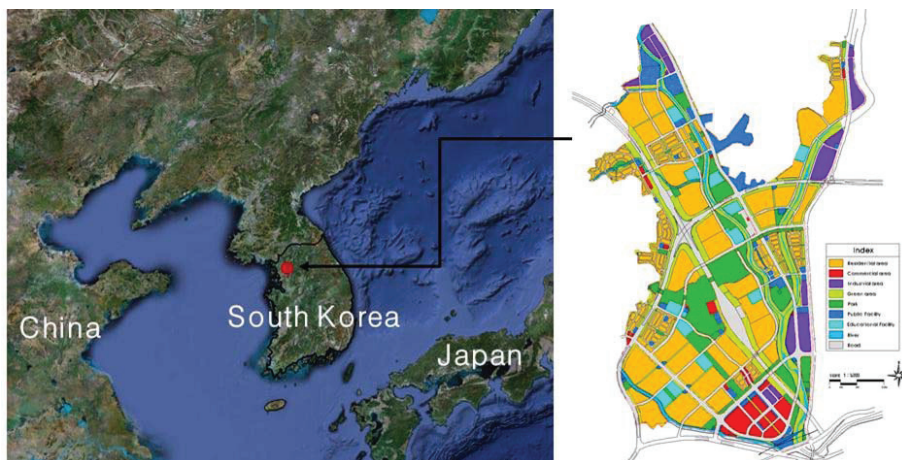 China
South Korea
Japan
Index
Residential area
Commercial area
Industrial area
Green area
Park
Public Facility
Educational Facility
River
Road